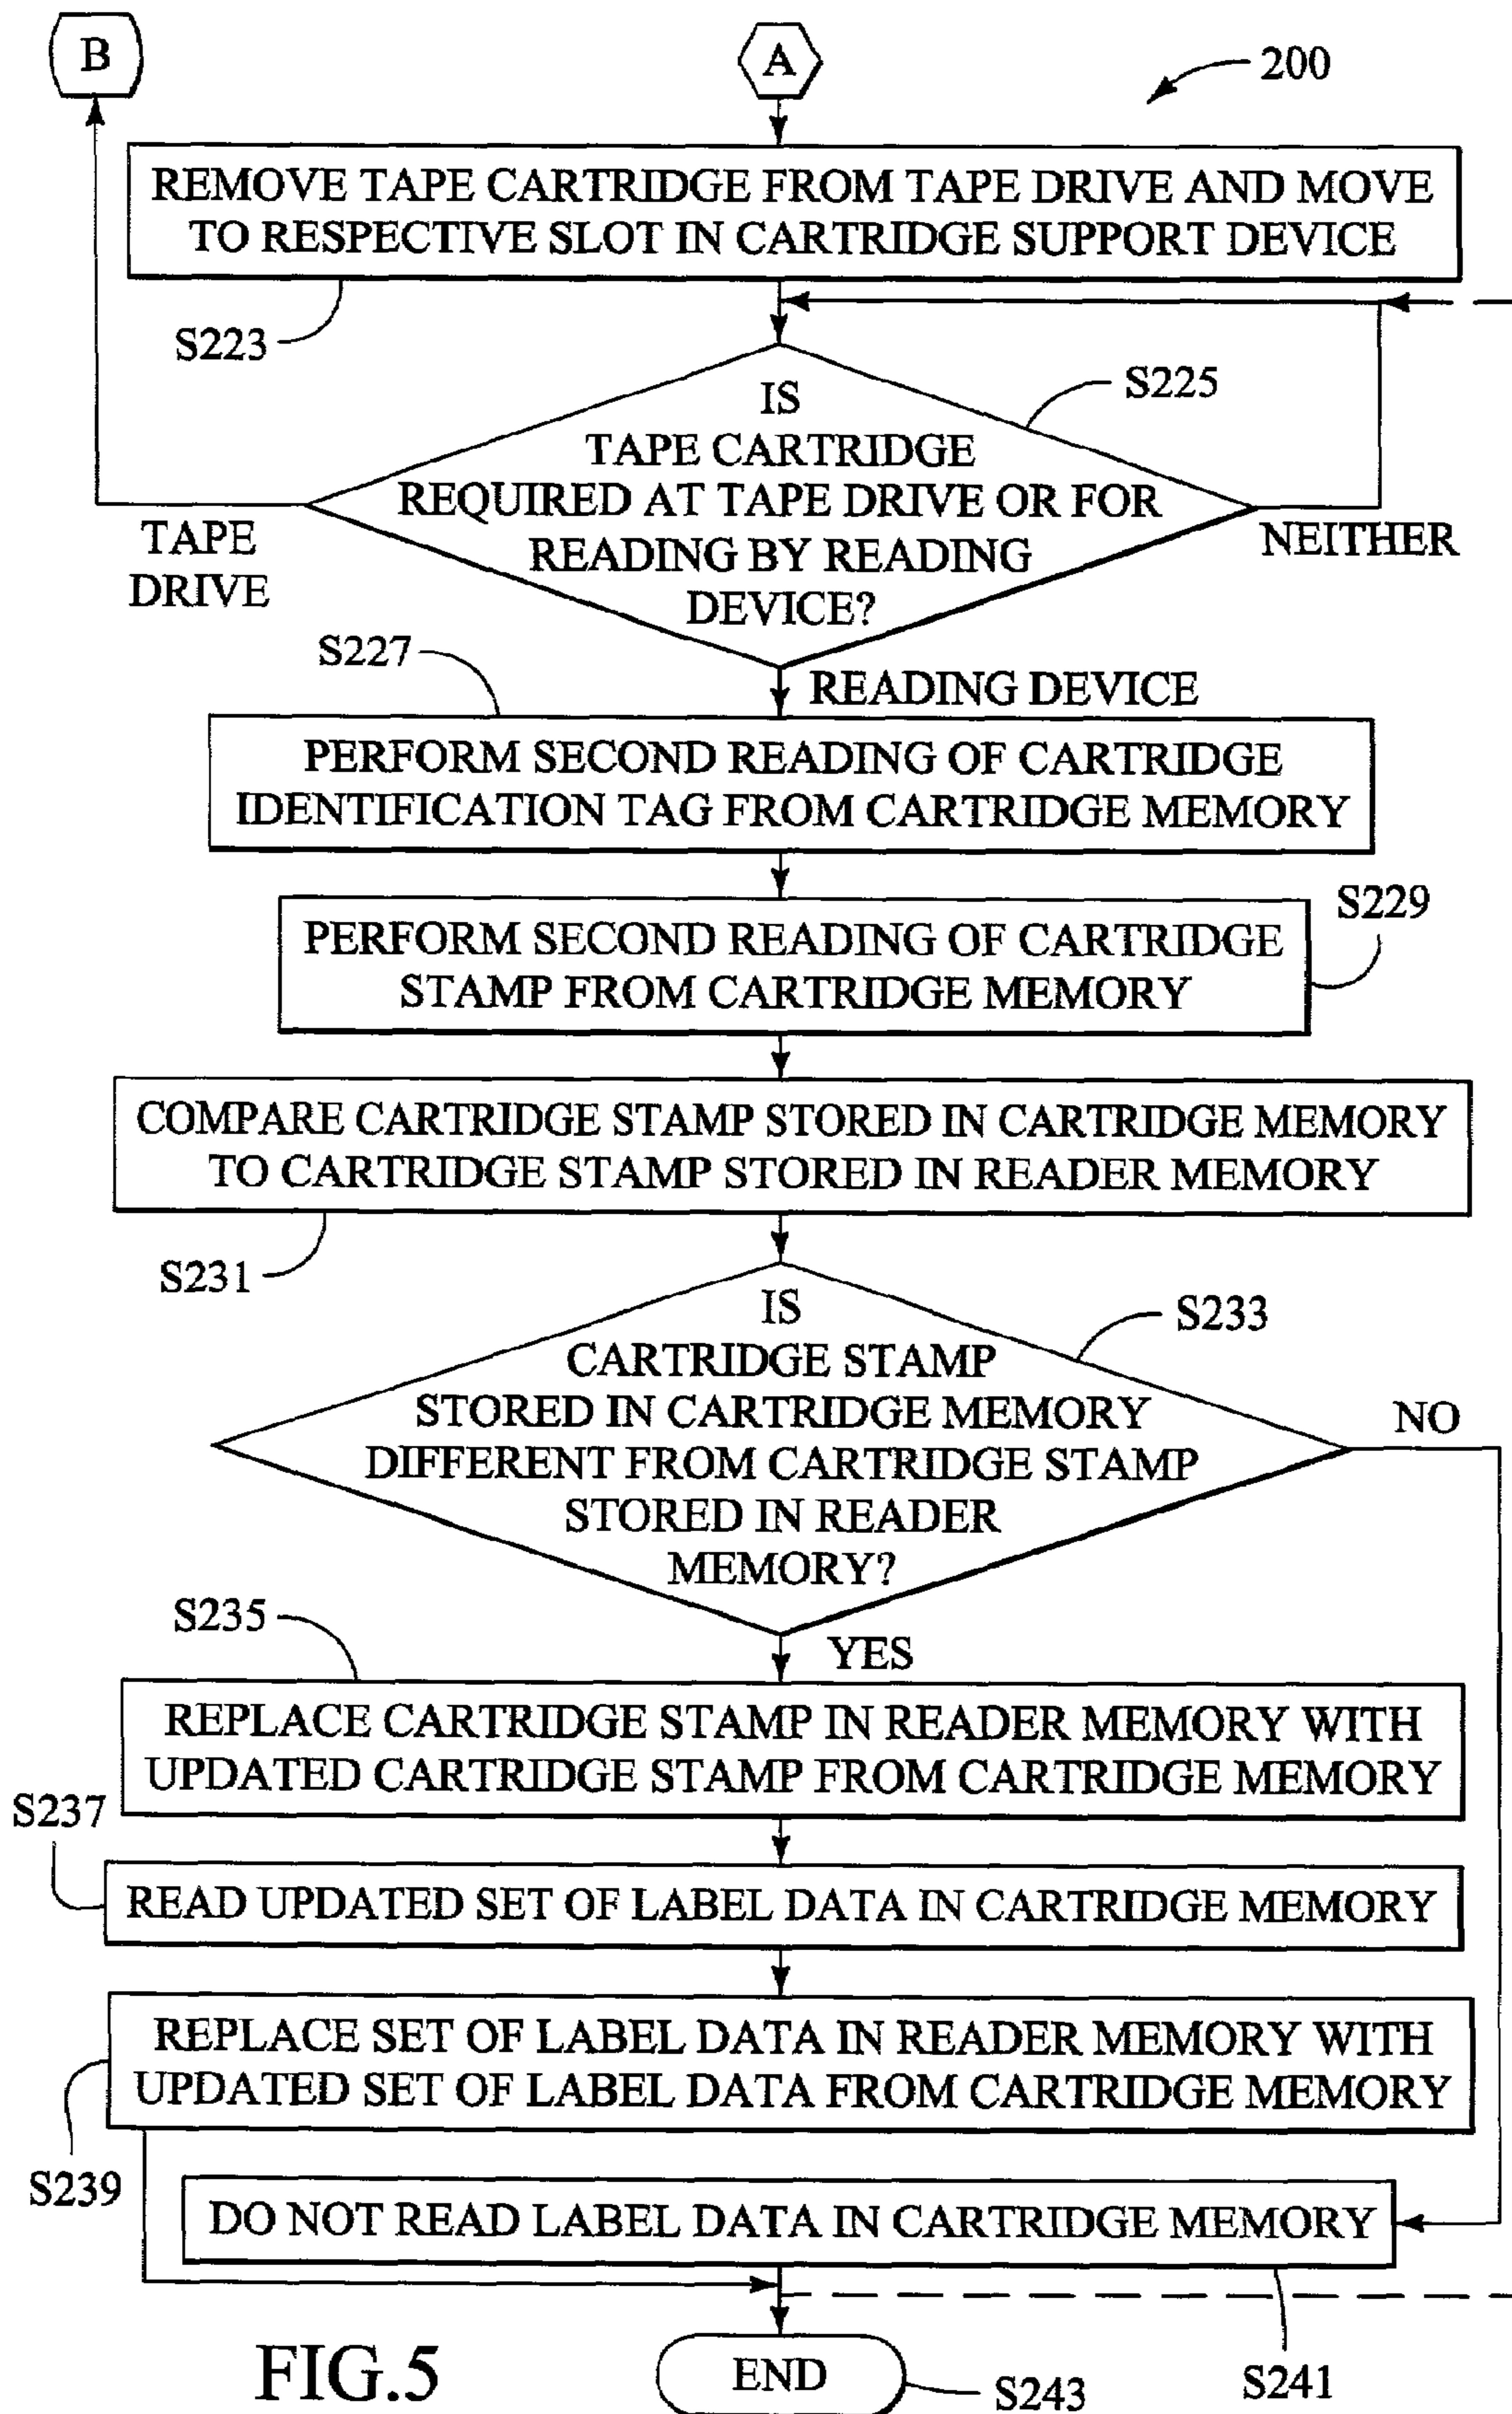 B
A
200
REMOVE TAPE CARTRIDGE FROM TAPE DRIVE AND MOVE
TO RESPECTIVE SLOT IN CARTRIDGE SUPPORT DEVICE
S223
S225
IS
TAPE CARTRIDGE
REQUIRED AT TAPE DRIVE OR FOR
READING BY READING
DEVICE?
TAPE
DRIVE
NEITHER
S227
READING DEVICE
PERFORM SECOND READING OF CARTRIDGE
IDENTIFICATION TAG FROM CARTRIDGE MEMORY
S229
PERFORM SECOND READING OF CARTRIDGE
STAMP FROM CARTRIDGE MEMORY
COMPARE CARTRIDGE STAMP STORED IN CARTRIDGE MEMORY
TO CARTRIDGE STAMP STORED IN READER MEMORY
S231
S233
IS
CARTRIDGE STAMP
STORED IN CARTRIDGE MEMORY
DIFFERENT FROM CARTRIDGE STAMP
STORED IN READER
MEMORY?
NO
S235
YES
REPLACE CARTRIDGE STAMP IN READER MEMORY WITH
UPDATED CARTRIDGE STAMP FROM CARTRIDGE MEMORY
S237
READ UPDATED SET OF LABEL DATA IN CARTRIDGE MEMORY
REPLACE SET OF LABEL DATA IN READER MEMORY WITH
UPDATED SET OF LABEL DATA FROM CARTRIDGE MEMORY
S239
DO NOT READ LABEL DATA IN CARTRIDGE MEMORY
FIG.5
END
S243
S241